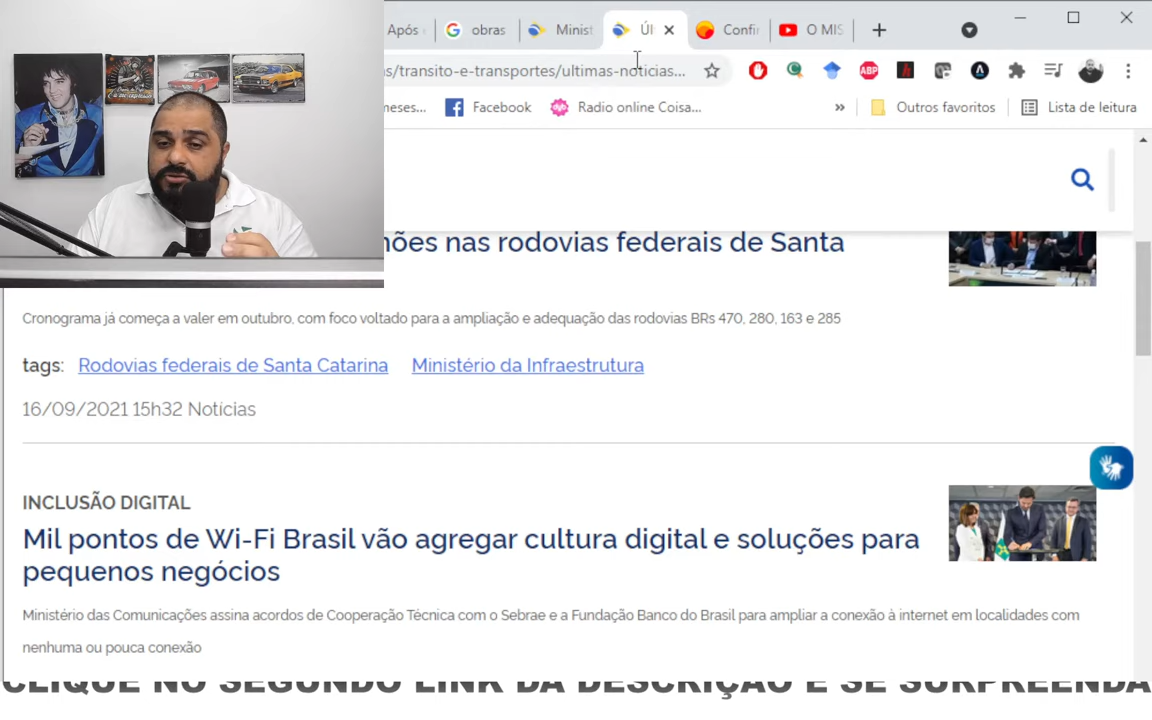 Após
obras
Minist
Úl
Confir
O MIS
s/transito-e-transportes/ultimas-noticias...
ABP
neses...
Facebook
Radio online Coisa...
»
Outros favoritos
Lista de leitura
hões nas rodovias federais de Santa
Cronograma já começa a valer em outubro, com foco voltado para a ampliação e adequação das rodovias BRs 470, 280, 163 e 285
tags: Rodovias federais de Santa Catarina Ministério da Infraestrutura
16/09/2021 15h32 Notícias
INCLUSÃO DIGITAL
Mil pontos de Wi-Fi Brasil vão agregar cultura digital e soluções para
pequenos negócios
Ministério das Comunicações assina acordos de Cooperação Técnica com o Sebrae e a Fundação Banco do Brasil para ampliar a conexão à internet em localidades com
nenhuma ou pouca conexão
CLIQUE NO SEGUNDO LINK DA DESCRIÇÃO E SE SURPREENDA